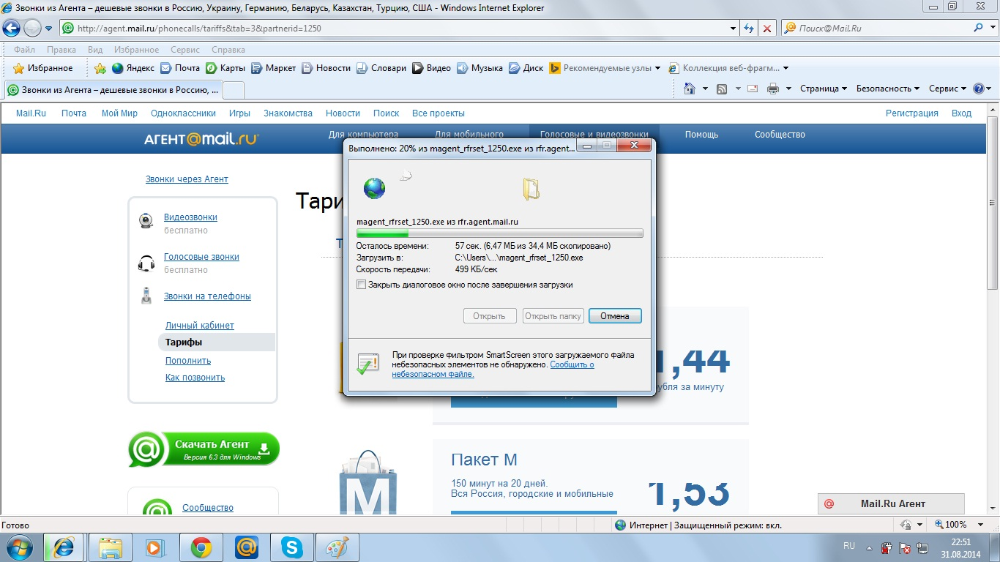 Звонки из Агента – дешевые звонки в Россию, Украину, Германию, Беларусь, Казахстан, Турцию, США - Windows Internet Explorer
http://agent.mail.ru/phonecalls/tariffs&tab=3&partnerid=1250
Поиск@Mail.Ru
Файл Правка Вид Избранное Сервис Справка
Избранное Яндекс Почта Карты Маркет Новости Словари Видео Музыка Диск Рекомендуемые узлы Коллекция веб-фрагм...
Звонки из Агента – дешевые звонки в Россию, ...
Страница Безопасность Сервис
Mail.Ru Почта Мой Мир Одноклассники Игры Знакомства Новости Поиск Все проекты Регистрация Вход
АГЕНТ@mail.ru Для компьютера Для мобильного Голосовые и видеозвонки Помощь Сообщество
Выполнено: 20% из magent_rfrset_1250.exe из rfr.agent...
magent_rfrset_1250.exe из rfr.agent.mail.ru
Осталось времени: 57 сек. (6,47 МБ из 34,4 МБ скопировано)
Загрузить в: C:\Users\...\magent_rfrset_1250.exe
Скорость передачи: 499 КБ/сек
Закрыть диалоговое окно после завершения загрузки
Открыть Открыть папку Отмена
При проверке фильтром SmartScreen этого загружаемого файла
небезопасных элементов не обнаружено. Сообщить о
небезопасном файле.
Звонки через Агент
Видеозвонки
бесплатно
Голосовые звонки
бесплатно
Звонки на телефоны
Личный кабинет
Тарифы
Пополнить
Как позвонить
Скачать Агент
Версия 6.3 для Windows
Сообщество
Тари
1,44
убля за минуту
М
Пакет М
150 минут на 20 дней.
Вся Россия, городские и мобильные
1,53
Mail.Ru Агент
Готово
Интернет | Защищенный режим: вкл.
100%
RU
22:51
31.08.2014